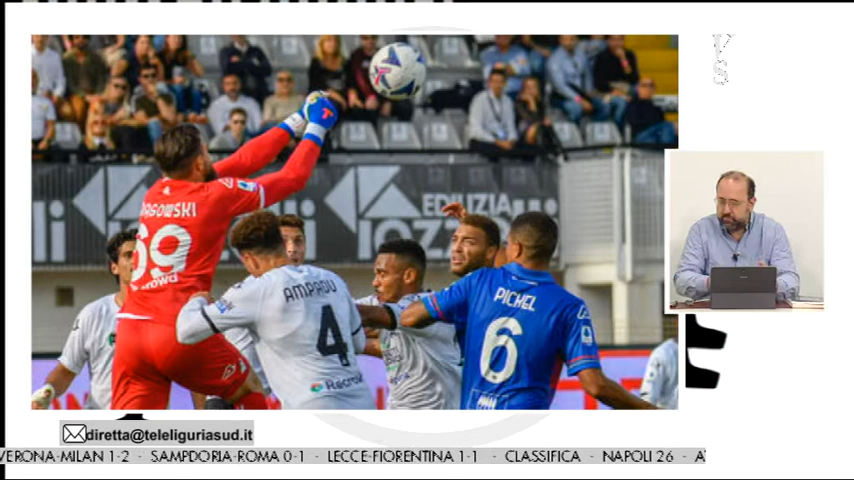 EDILIZIA
DRAGOWSKI
69
AMPADU
4
PICKEL
6
diretta@teleliguriasud.it
VERONA-MILAN 1-2 - SAMPDORIA-ROMA 0-1 - LECCE-FIORENTINA 1-1 - CLASSIFICA - NAPOLI 26 - A